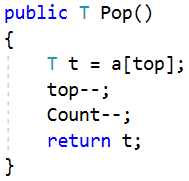 public T Pop()
{
    T t = a[top];
    top--;
    Count--;
    return t;
}